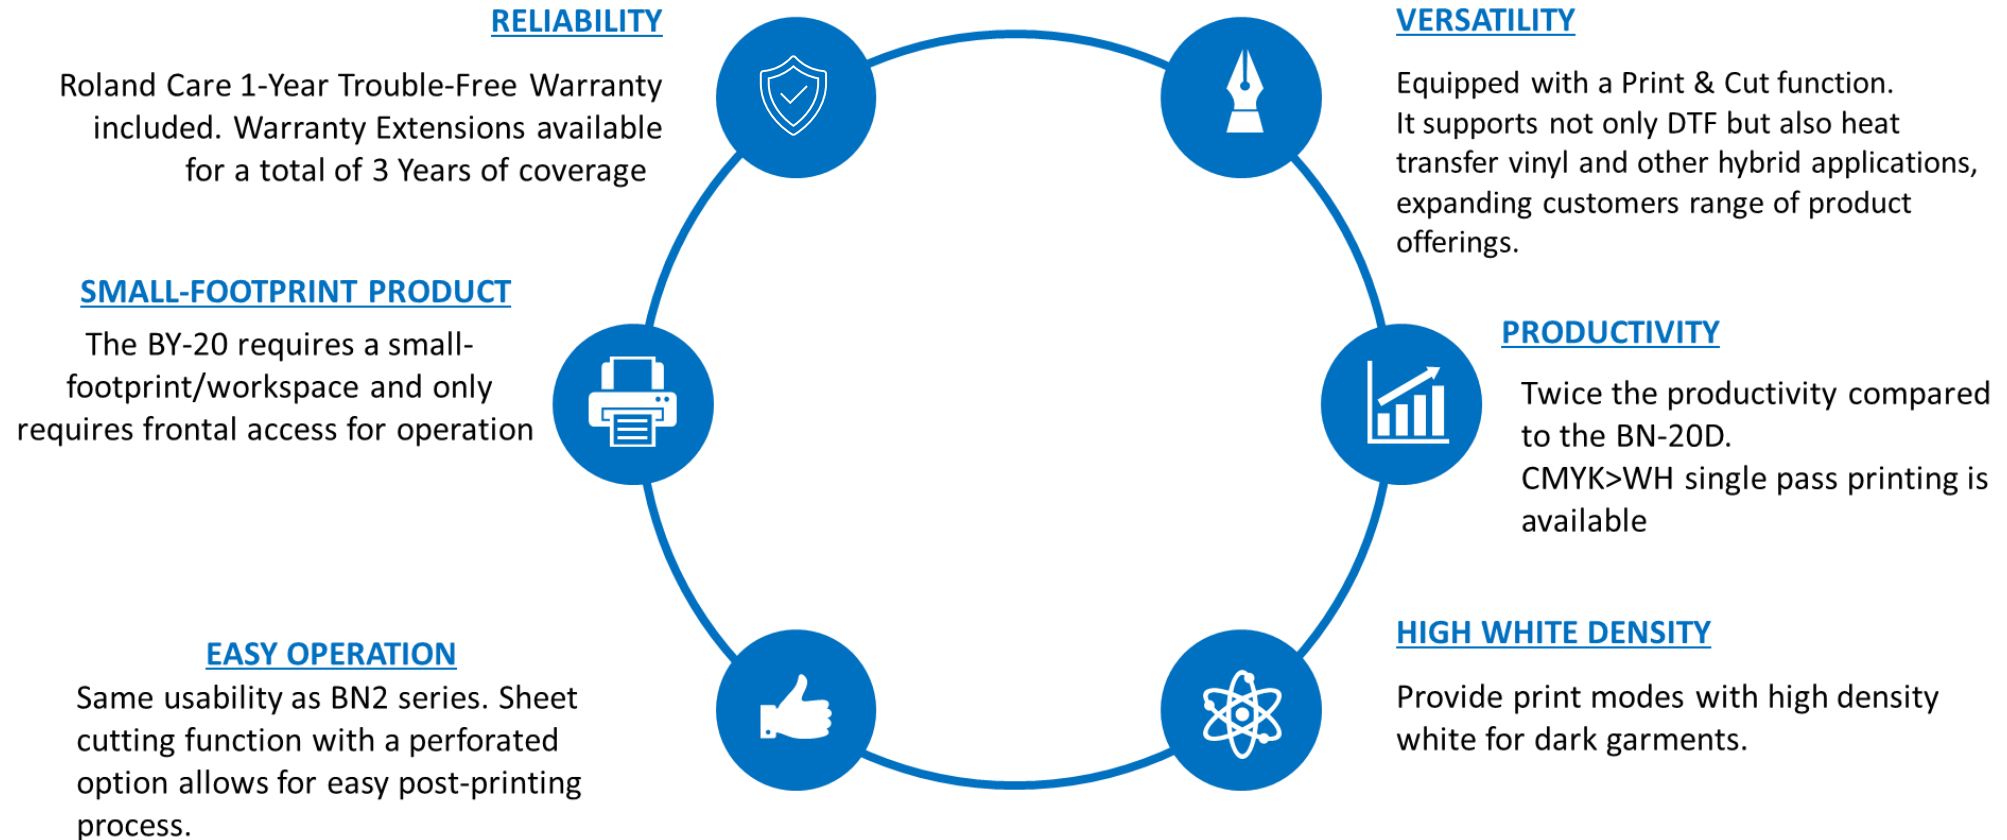 RELIABILITY
Roland Care 1-Year Trouble-Free Warranty
included. Warranty Extensions available
for a total of 3 Years of coverage
SMALL-FOOTPRINT PRODUCT
The BY-20 requires a small-
footprint/workspace and only
requires frontal access for operation
EASY OPERATION
Same usability as BN2 series. Sheet
cutting function with a perforated
option allows for easy post-printing
process.
VERSATILITY
Equipped with a Print & Cut function.
It supports not only DTF but also heat
transfer vinyl and other hybrid applications,
expanding customers range of product
offerings.
PRODUCTIVITY
Twice the productivity compared
to the BN-20D.
CMYK>WH single pass printing is
available
HIGH WHITE DENSITY
Provide print modes with high density
white for dark garments.